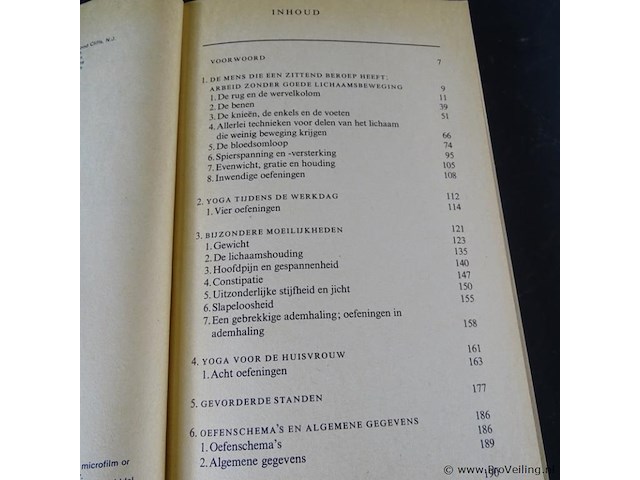 and Cliffs, N.J.
microfilm or
INHOUD
VOORWOORD 7
1. DE MENS DIE EEN ZITTEND BEROEP HEEFT:
ARBEID ZONDER GOEDE LICHAAMSBEWEGING 9
1. De rug en de wervelkolom 11
2. De benen 39
3. De knieën, de enkels en de voeten 51
4. Allerlei technieken voor delen van het lichaam
die weinig beweging krijgen 66
5. De bloedsomloop 74
6. Spierspanning en -versterking 95
7. Evenwicht, gratie en houding 105
8. Inwendige oefeningen 108
2. YOGA TIJDENS DE WERKDAG 112
1. Vier oefeningen 114
3. BIJZONDERE MOEILIJKHEDEN 121
1. Gewicht 123
2. De lichaamshouding 135
3. Hoofdpijn en gespannenheid 140
4. Constipatie 147
5. Uitzonderlijke stijfheid en jicht 150
6. Slapeloosheid 155
7. Een gebrekkige ademhaling; oefeningen in
ademhaling 158
4. YOGA VOOR DE HUISVROUW 161
1. Acht oefeningen 163
5. GEVORDERDE STANDEN 177
6. OEFENSCHEMA'S EN ALGEMENE GEGEVENS 186
1. Oefenschema's 186
2. Algemene gegevens 189
190
© www.ProVeiling.nl